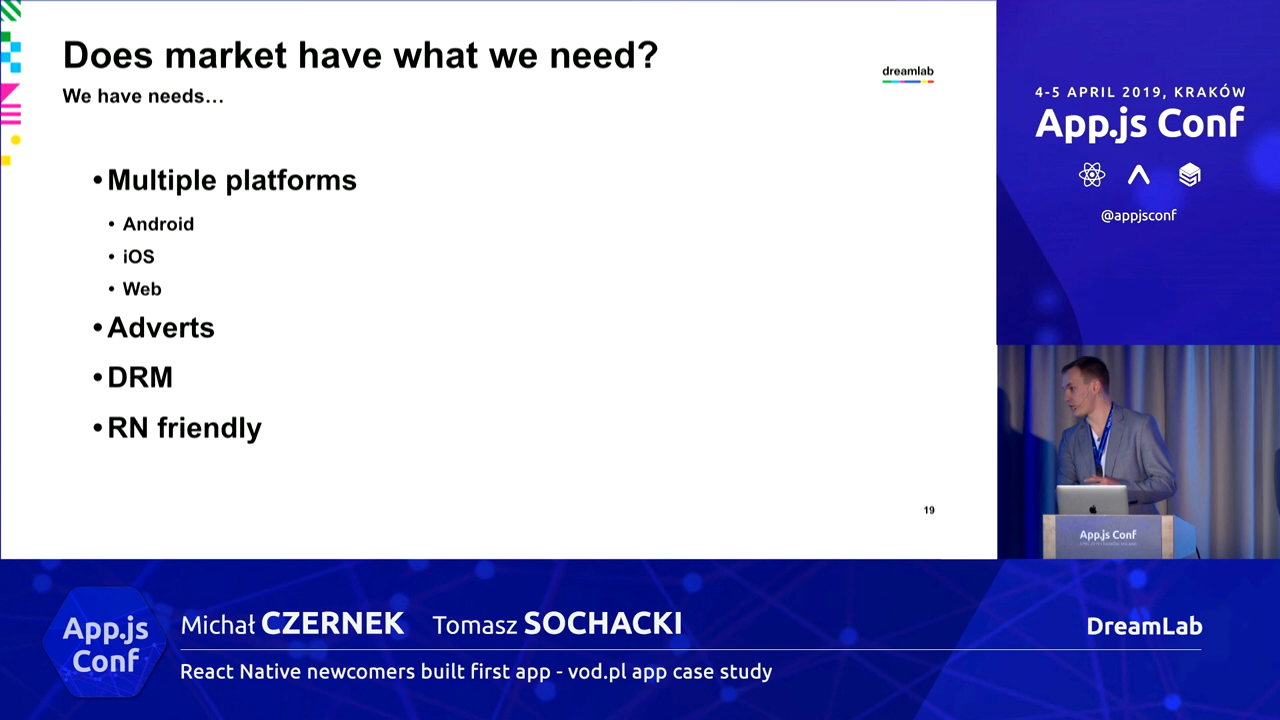 Does market have what we need?
We have needs...
dreamlab
•Multiple platforms
• Android
• iOS
• Web
•Adverts
•DRM
•RN friendly
19
4-5 APRIL 2019, KRAKÓW
App.js Conf
@appjsconf
App.js Conf
App.js
Conf
Michał CZERNEK Tomasz SOCHACKI
DreamLab
React Native newcomers built first app - vod.pl app case study